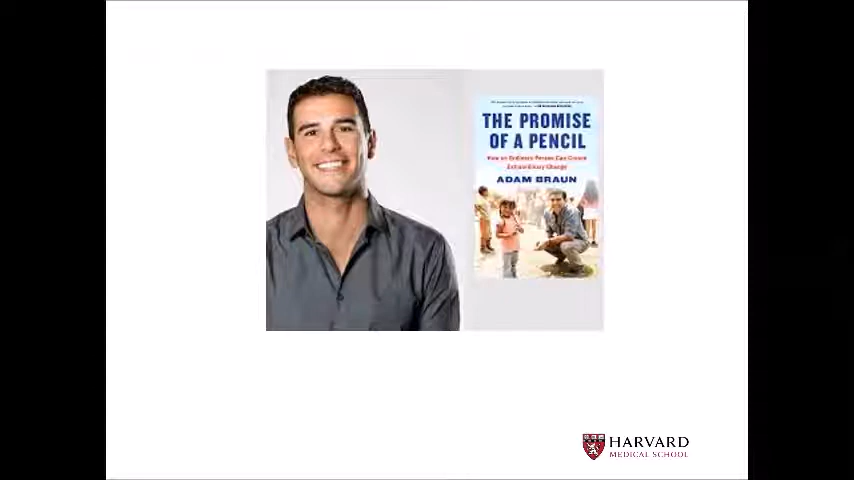 THE PROMISE
OF A PENCIL
How an Ordinary Person Can Create
Extraordinary Change
ADAM BRAUN
HARVARD
MEDICAL SCHOOL